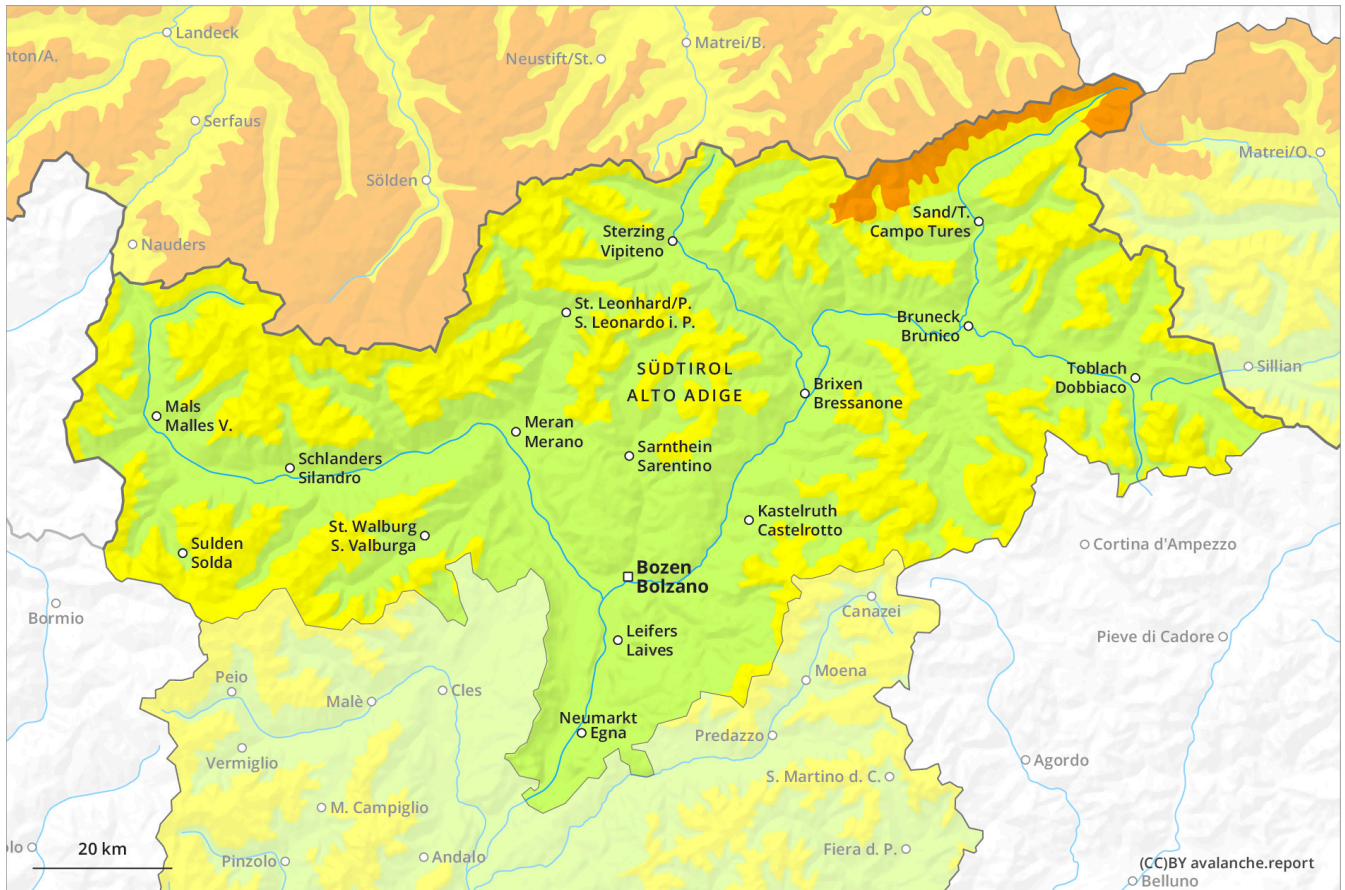 Landeck
nton/A.
Matrei/B.
Neustift/St.
Serfaus
Matrei/O.
Sölden
Sand/T.
Campo Tures
Nauders
Sterzing
Vipiteno
St. Leonhard/P.
S. Leonardo i. P.
Bruneck
Brunico
SÜDTIROL
ALTO ADIGE
Toblach
Dobbiaco
Sillian
Brixen
Bressanone
Mals
Malles V.
Meran
Merano
Sarnthein
Sarentino
Schlanders
Silandro
Kastelruth
Castelrotto
St. Walburg
S. Valburga
Sulden
Solda
Cortina d'Ampezzo
Bozen
Bolzano
Bormio
Canazei
Leifers
Laives
Pieve di Cadore
Peio
Malè
Cles
Moena
Neumarkt
Egna
Predazzo
Vermiglio
Agordo
S. Martino d. C.
M. Campiglio
olo
20 km
Pinzolo
Andalo
Fiera d. P.
(CC)BY avalanche.report
Belluno